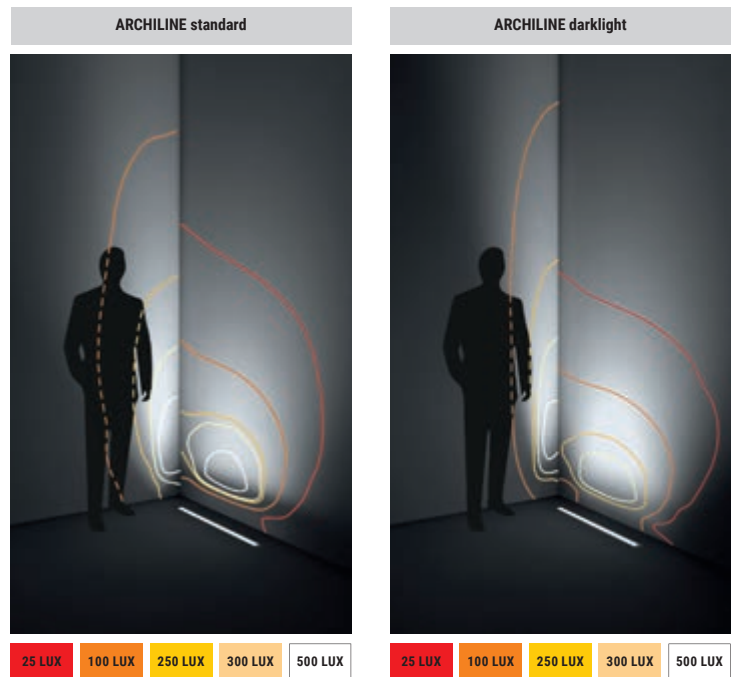 ARCHILINE standard
ARCHILINE darklight
25 LUX 100 LUX 250 LUX 300 LUX 500 LUX
25 LUX 100 LUX 250 LUX 300 LUX 500 LUX